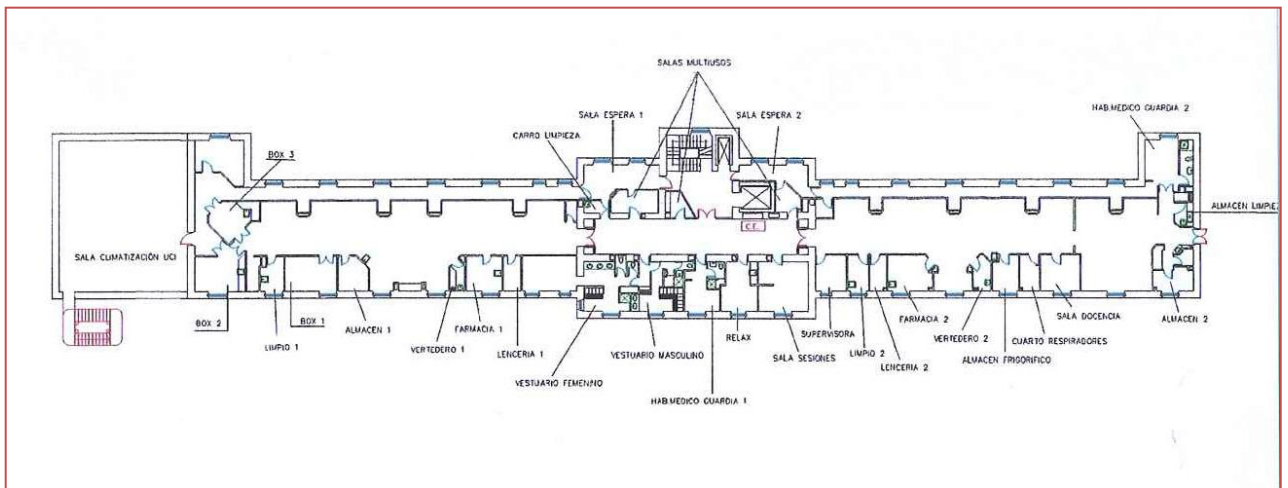 SALAS MULTIUSOS
HAB.MEDICO GUARDIA 2
SALA ESPERA 1
SALA ESPERA 2
CARRO LIMPIEZA
BOX 3
ALMACEN LIMPIEZ
C.E.
SALA CLIMATIZACIÓN UCI
BOX 2
BOX 1
LIMPIO 1
ALMACEN 1
VERTEDERO 1
FARMACIA 1
LENCERIA 1
VESTUARIO FEMENINO
VESTUARIO MASCULINO
HAB.MEDICO GUARDIA 1
RELAX
SALA SESIONES
SUPERVISORA
LIMPIO 2
LENCERIA 2
FARMACIA 2
VERTEDERO 2
ALMACEN FRIGORIFICO
CUARTO RESPIRADORES
SALA DOCENCIA
ALMACEN 2